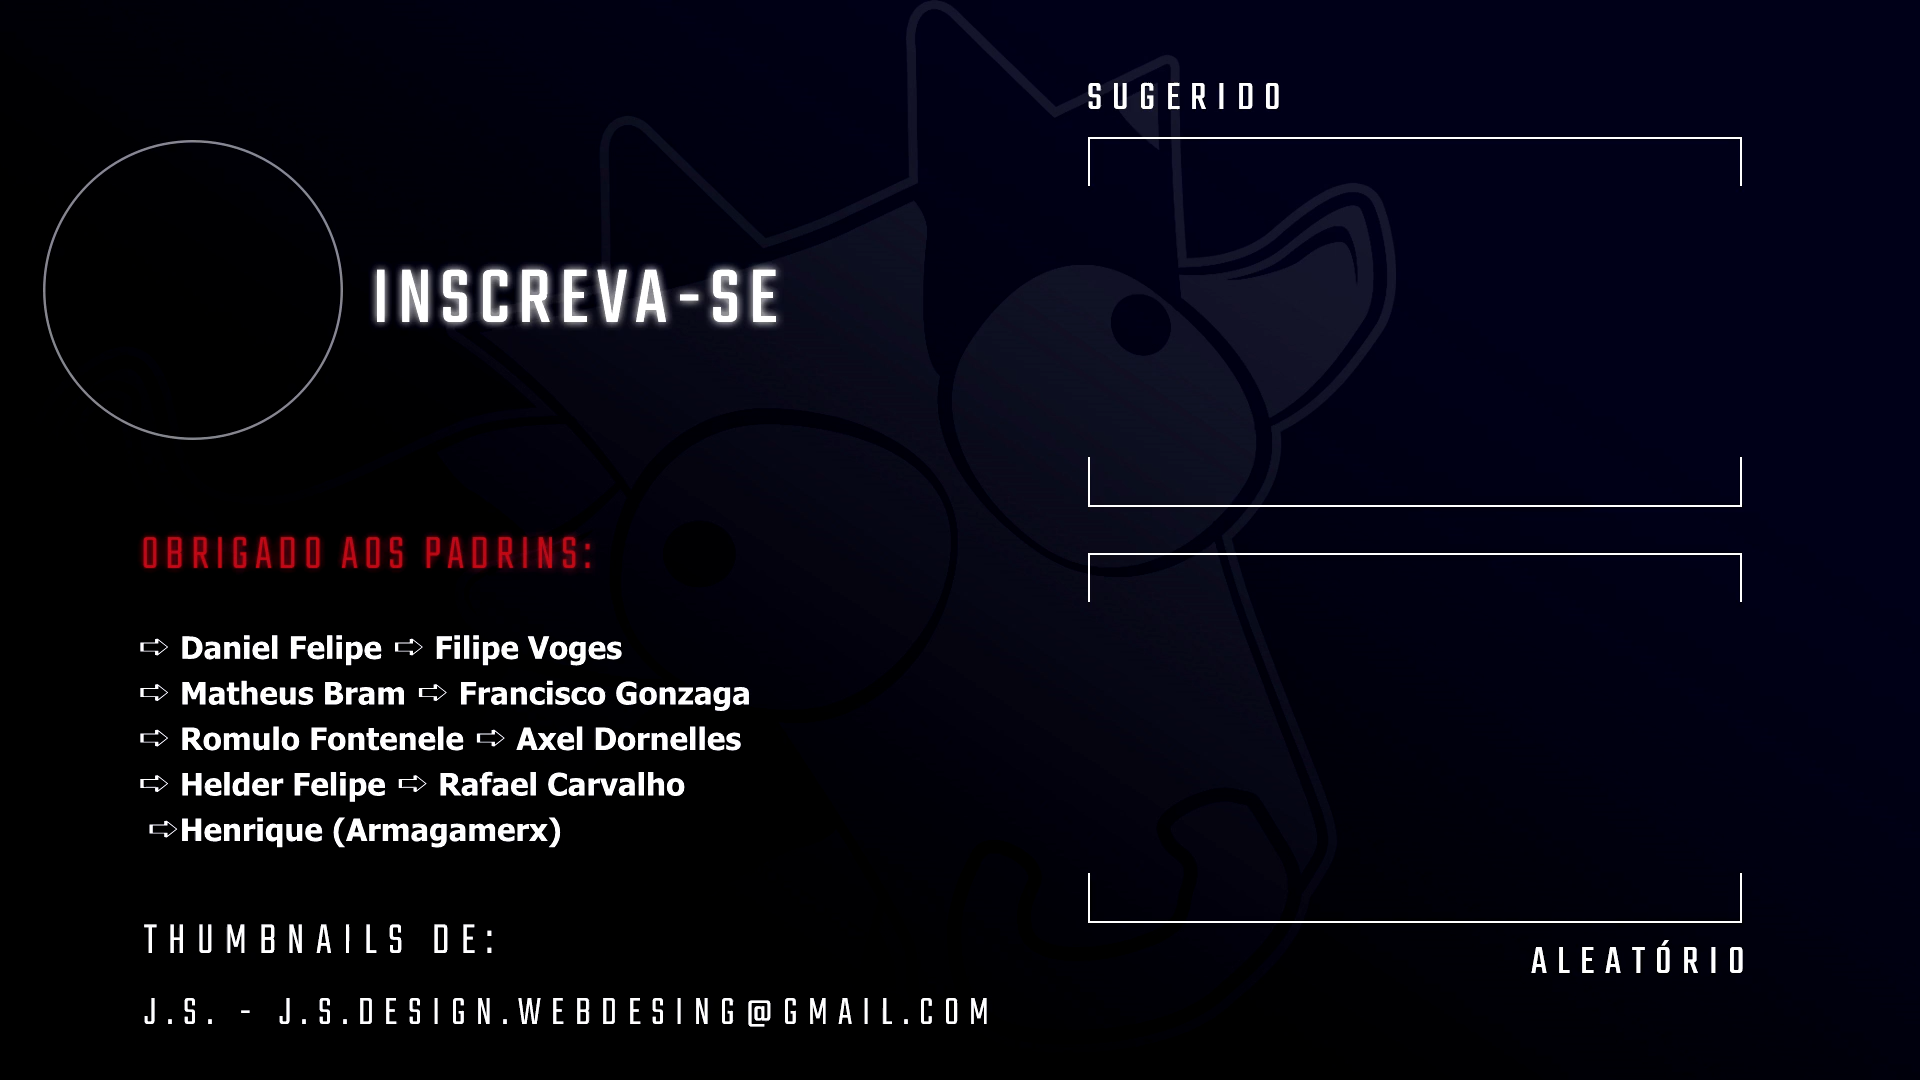 SUGERIDO
INSCREVA-SE
OBRIGADO AOS PADRINS:
➪ Daniel Felipe ➪ Filipe Voges
➪ Matheus Bram ➪ Francisco Gonzaga
➪ Romulo Fontenele ➪ Axel Dornelles
➪ Helder Felipe ➪ Rafael Carvalho
➪Henrique (Armagamerx)
THUMBNAILS DE:
J.S. - J.S.DESIGN.WEBDESING@GMAIL.COM
ALEATÓRIO